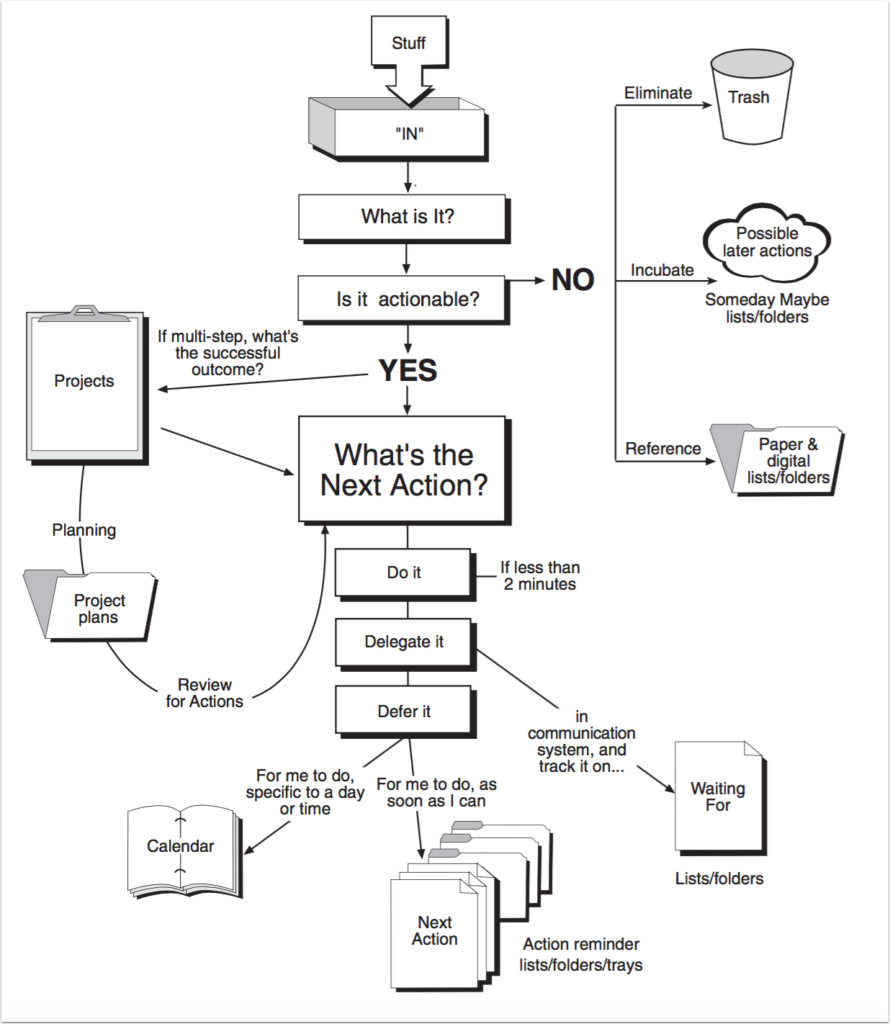 Stuff
"IN"
What is It?
Is it actionable?
NO
Eliminate
Trash
Incubate
Possible
later actions
Someday Maybe
lists/folders
Reference
Paper &
digital
lists/folders
YES
If multi-step, what's
the successful
outcome?
Projects
What's the
Next Action?
Planning
Project
plans
Review
for Actions
Do it
If less than
2 minutes
Delegate it
Defer it
in
communication
system, and
track it on...
Waiting
For
Lists/folders
For me to do,
specific to a day
or time
Calendar
For me to do, as
soon as I can
Next
Action
Action reminder
lists/folders/trays